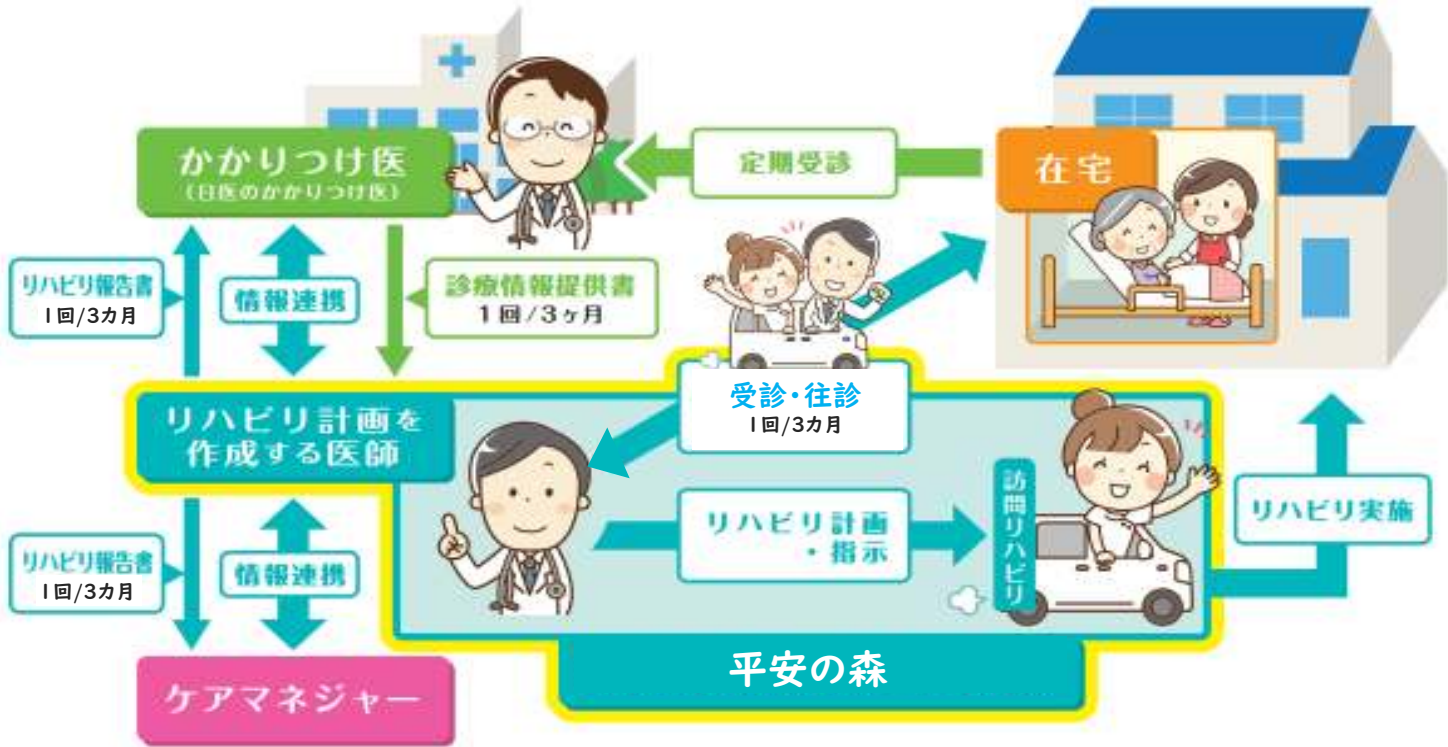 かかりつけ医
(日医のかかりつけ医)
定期受診
在宅
リハビリ報告書
1回/3カ月
情報連携
診療情報提供書
1回/3ヶ月
受診・往診
1回/3カ月
リハビリ計画を
作成する医師
リハビリ計画
・指示
訪問リハビリ
リハビリ実施
リハビリ報告書
1回/3カ月
情報連携
平安の森
ケアマネジャー